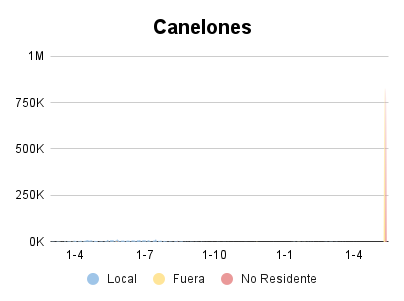 Canelones
1M
750K
500K
250K
0K
1-4 1-7 1-10 1-1 1-4
Local Fuera No Residente